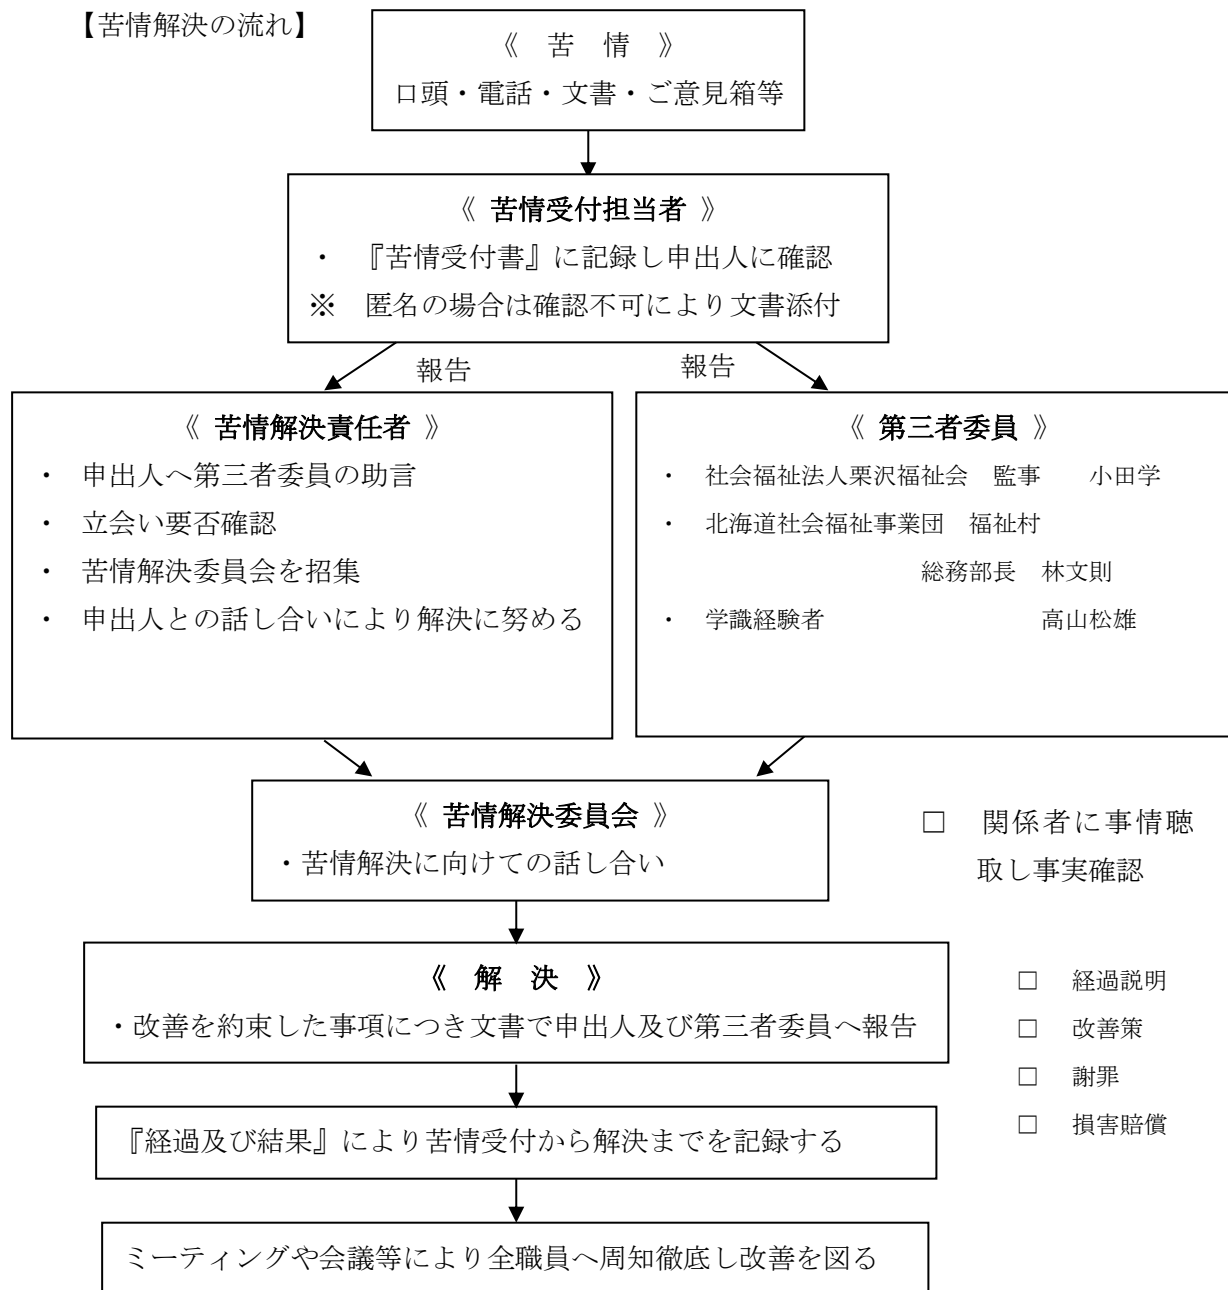 【苦情解決の流れ】
《　苦　情　》
口頭・電話・文書・ご意見箱等
《 苦情受付担当者 》
・　『苦情受付書』に記録し申出人に確認
※　匿名の場合は確認不可により文書添付
報告
報告
《 苦情解決責任者 》
・　申出人へ第三者委員の助言
・　立会い要否確認
・　苦情解決委員会を招集
・　申出人との話し合いにより解決に努める
《 第三者委員 》
・　社会福祉法人栗沢福祉会　監事　　小田学
・　北海道社会福祉事業団　福祉村
総務部長　林文則
・　学識経験者　　　　　　　　　高山松雄
《 苦情解決委員会 》
・苦情解決に向けての話し合い
□　関係者に事情聴
取し事実確認
《　解　決　》
・改善を約束した事項につき文書で申出人及び第三者委員へ報告
□　経過説明
□　改善策
□　謝罪
□　損害賠償
『経過及び結果』により苦情受付から解決までを記録する
ミーティングや会議等により全職員へ周知徹底し改善を図る